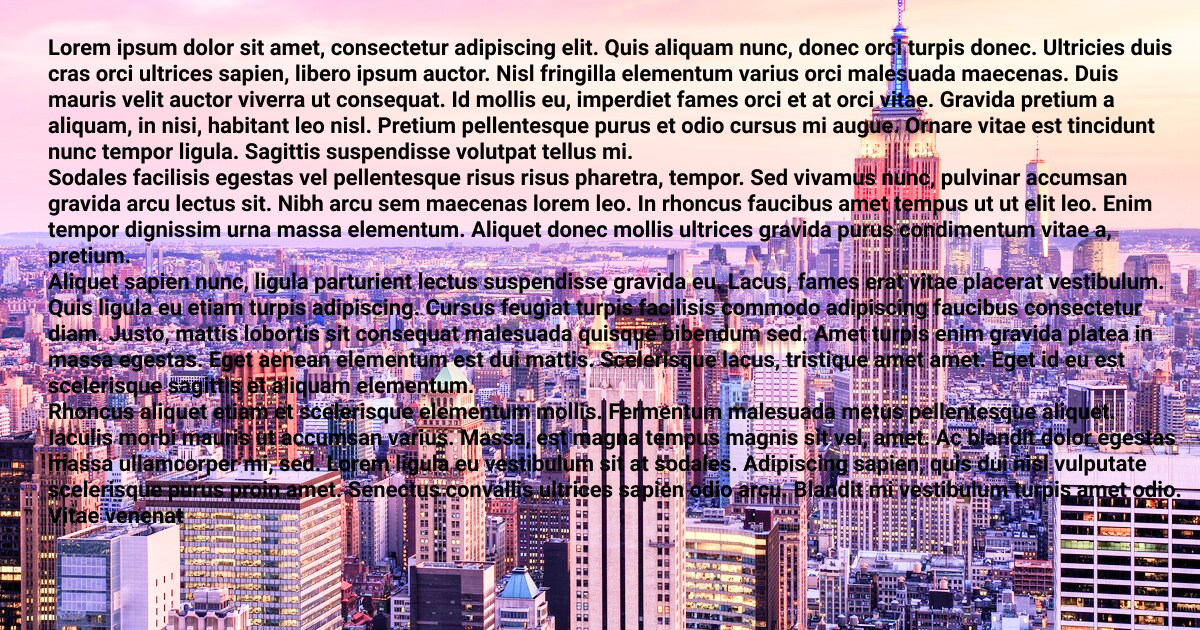 Lorem ipsum dolor sit amet, consectetur adipiscing elit. Quis aliquam nunc, donec orci turpis donec. Ultricies duis
cras orci ultrices sapien, libero ipsum auctor. Nisl fringilla elementum varius orci malesuada maecenas. Duis
mauris velit auctor viverra ut consequat. Id mollis eu, imperdiet fames orci et at orci vitae. Gravida pretium a
aliquam, in nisi, habitant leo nisl. Pretium pellentesque purus et odio cursus mi augue. Ornare vitae est tincidunt
nunc tempor ligula. Sagittis suspendisse volutpat tellus mi.
Sodales facilisis egestas vel pellentesque risus risus pharetra, tempor. Sed vivamus nunc, pulvinar accumsan
gravida arcu lectus sit. Nibh arcu sem maecenas lorem leo. In rhoncus faucibus amet tempus ut ut elit leo. Enim
tempor dignissim urna massa elementum. Aliquet donec mollis ultrices gravida purus condimentum vitae a,
pretium.
Aliquet sapien nunc, ligula parturient lectus suspendisse gravida eu. Lacus, fames erat vitae placerat vestibulum.
Quis ligula eu etiam turpis adipiscing. Cursus feugiat turpis facilisis commodo adipiscing faucibus consectetur
diam. Justo, mattis lobortis sit consequat malesuada quisque bibendum sed. Amet turpis enim gravida platea in
massa egestas. Eget aenean elementum est dui mattis. Scelerisque lacus, tristique amet amet. Eget id eu est
scelerisque sagittis et aliquam elementum.
Rhoncus aliquet etiam et scelerisque elementum mollis. Fermentum malesuada metus pellentesque aliquet.
Iaculis morbi mauris ut accumsan varius. Massa, est magna tempus magnis sit vel, amet. Ac blandit dolor egestas
massa ullamcorper mi, sed. Lorem ligula eu vestibulum sit at sodales. Adipiscing sapien, quis dui nisl vulputate
scelerisque purus proin amet. Senectus convallis ultrices sapien odio arcu. Blandit mi vestibulum turpis amet odio.
Vitae venenat